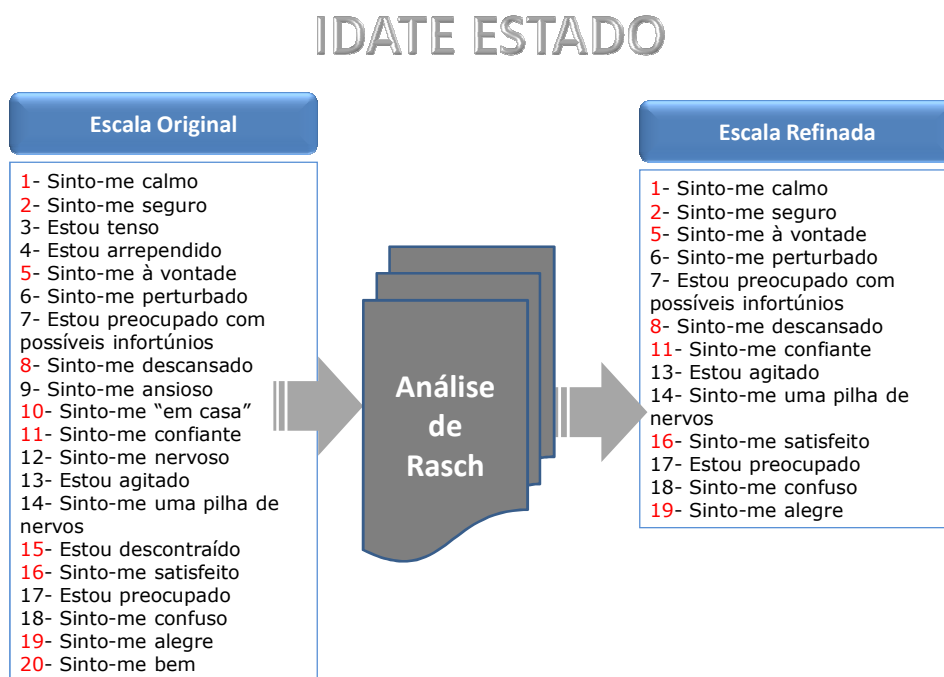 IDATE ESTADO
Escala Original
1- Sinto-me calmo
2- Sinto-me seguro
3- Estou tenso
4- Estou arrependido
5- Sinto-me à vontade
6- Sinto-me perturbado
7- Estou preocupado com
possíveis infortúnios
8- Sinto-me descansado
9- Sinto-me ansioso
10- Sinto-me “em casa”
11- Sinto-me confiante
12- Sinto-me nervoso
13- Estou agitado
14- Sinto-me uma pilha de
nervos
15- Estou descontraído
16- Sinto-me satisfeito
17- Estou preocupado
18- Sinto-me confuso
19- Sinto-me alegre
20- Sinto-me bem
Análise
de
Rasch
Escala Refinada
1- Sinto-me calmo
2- Sinto-me seguro
5- Sinto-me à vontade
6- Sinto-me perturbado
7- Estou preocupado com
possíveis infortúnios
8- Sinto-me descansado
11- Sinto-me confiante
13- Estou agitado
14- Sinto-me uma pilha de
nervos
16- Sinto-me satisfeito
17- Estou preocupado
18- Sinto-me confuso
19- Sinto-me alegre